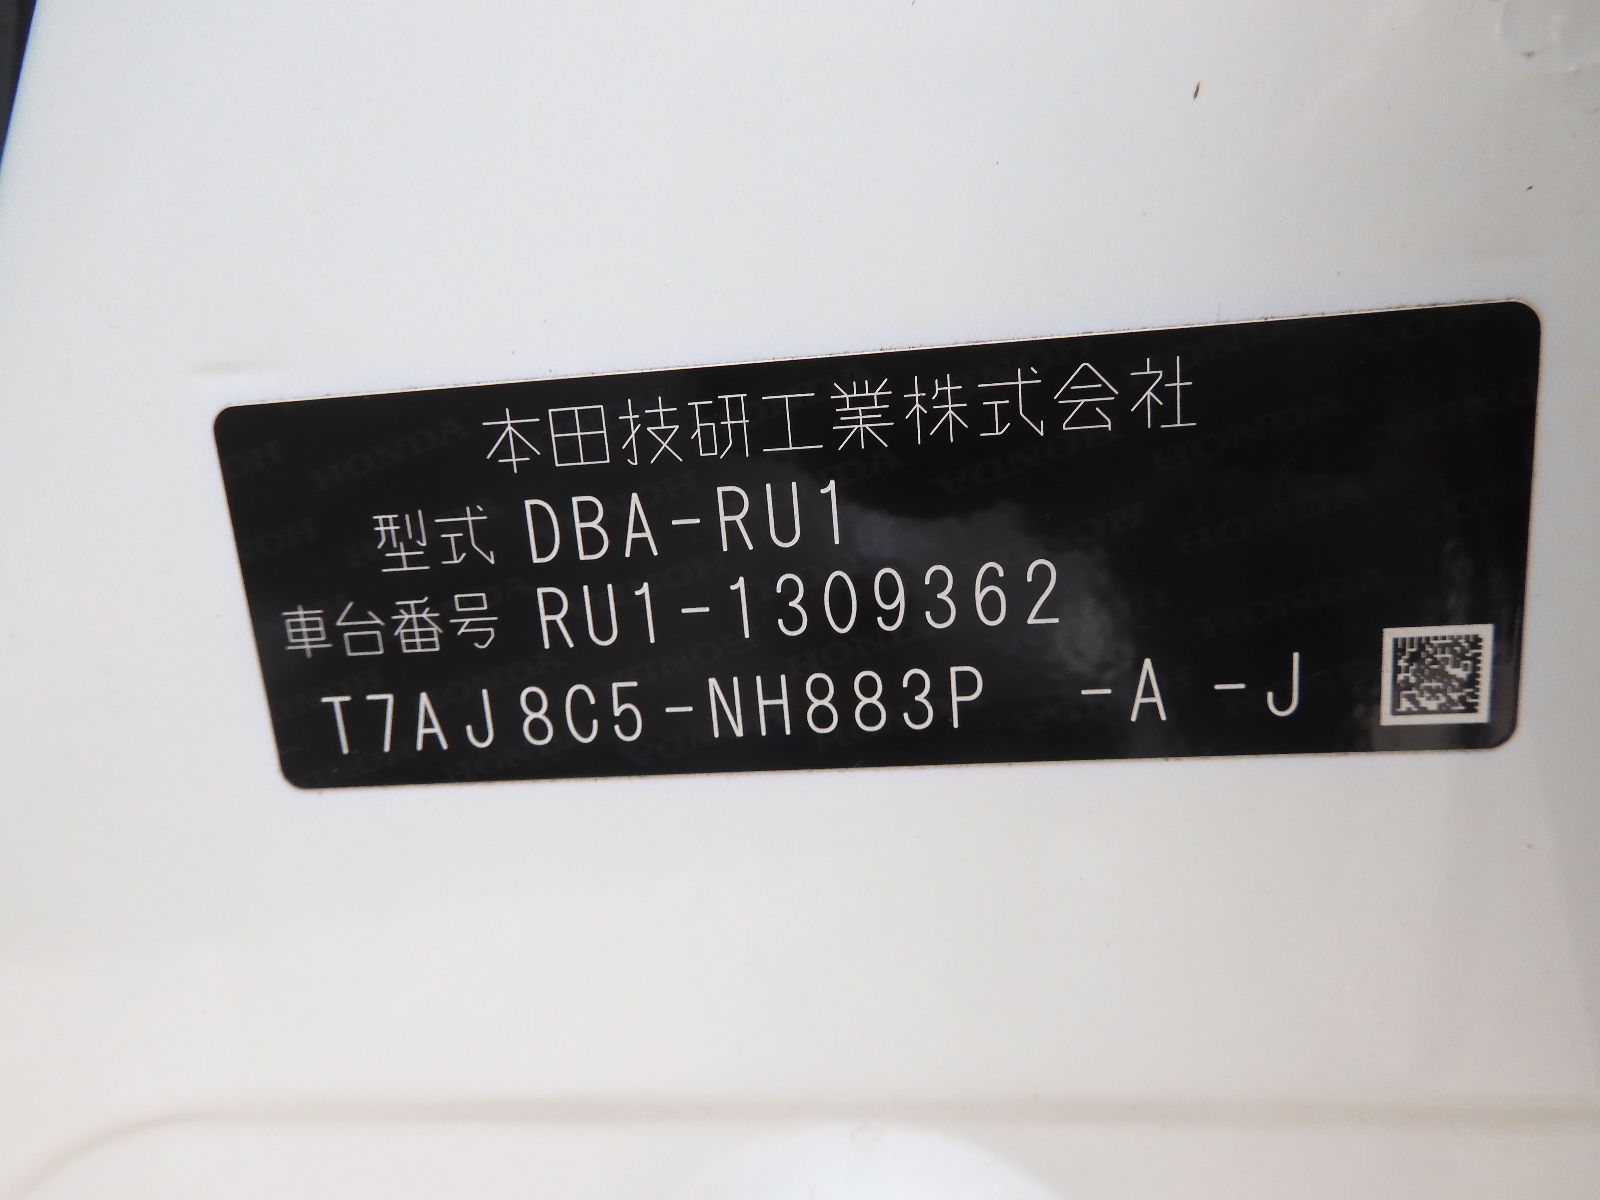 本田技研工業株式会社
型式 DBA-RU1
車台番号 RU1-1309362
T7AJ8C5-NH883P -A -J